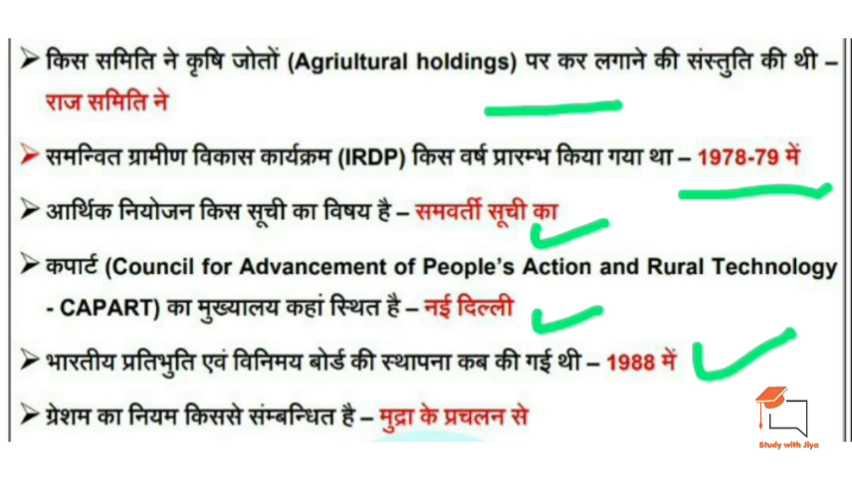 ➤ किस समिति ने कृषि जोतों (Agriultural holdings) पर कर लगाने की संस्तुति की थी –
राज समिति ने
➤ समन्वित ग्रामीण विकास कार्यक्रम (IRDP) किस वर्ष प्रारम्भ किया गया था – 1978-79 में
➤ आर्थिक नियोजन किस सूची का विषय है – समवर्ती सूची का
➤ कपार्ट (Council for Advancement of People's Action and Rural Technology
- CAPART) का मुख्यालय कहां स्थित है – नई दिल्ली
➤ भारतीय प्रतिभुति एवं विनिमय बोर्ड की स्थापना कब की गई थी – 1988 में
➤ ग्रेशम का नियम किससे संम्बन्धित है – मुद्रा के प्रचलन से
Study with Jiya